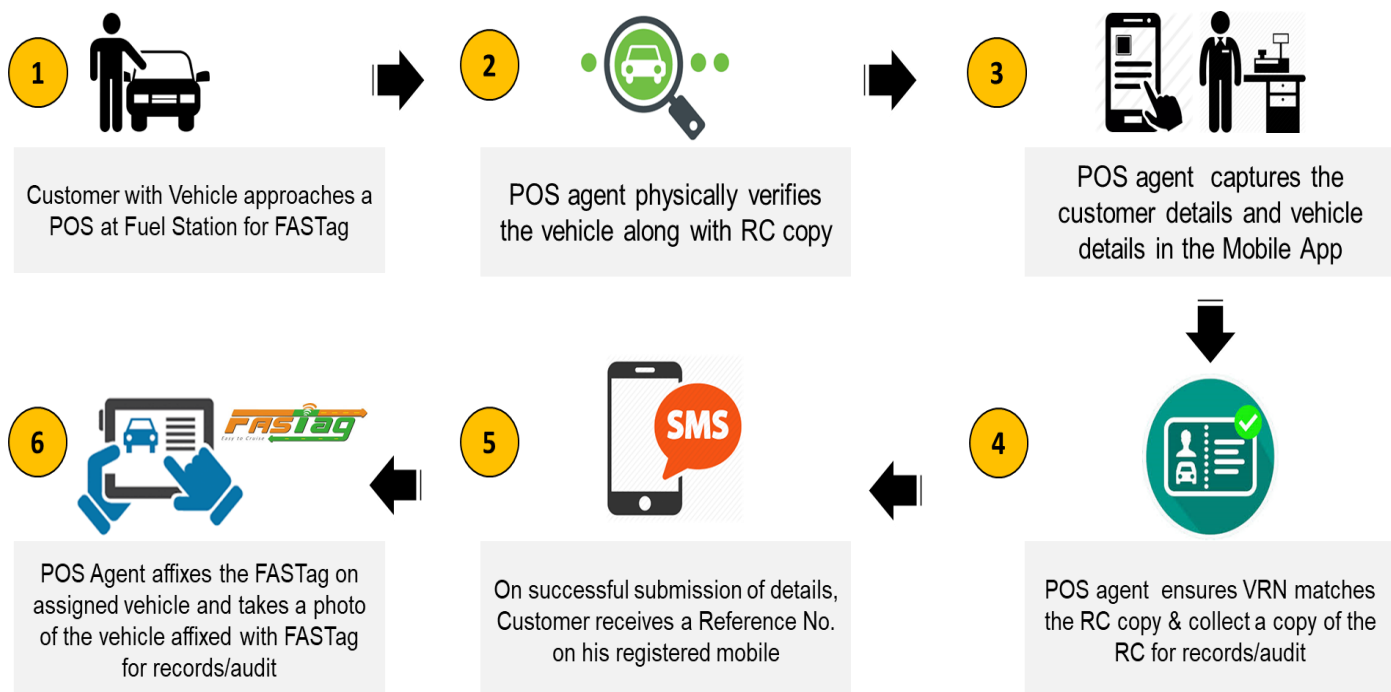 1
Customer with Vehicle approaches a
POS at Fuel Station for FASTag
2
POS agent physically verifies
the vehicle along with RC copy
3
POS agent captures the
customer details and vehicle
details in the Mobile App
4
POS agent ensures VRN matches
the RC copy & collect a copy of the
RC for records/audit
5
SMS
On successful submission of details,
Customer receives a Reference No.
on his registered mobile
6
FASTag
Easy to Cruise
POS Agent affixes the FASTag on
assigned vehicle and takes a photo
of the vehicle affixed with FASTag
for records/audit